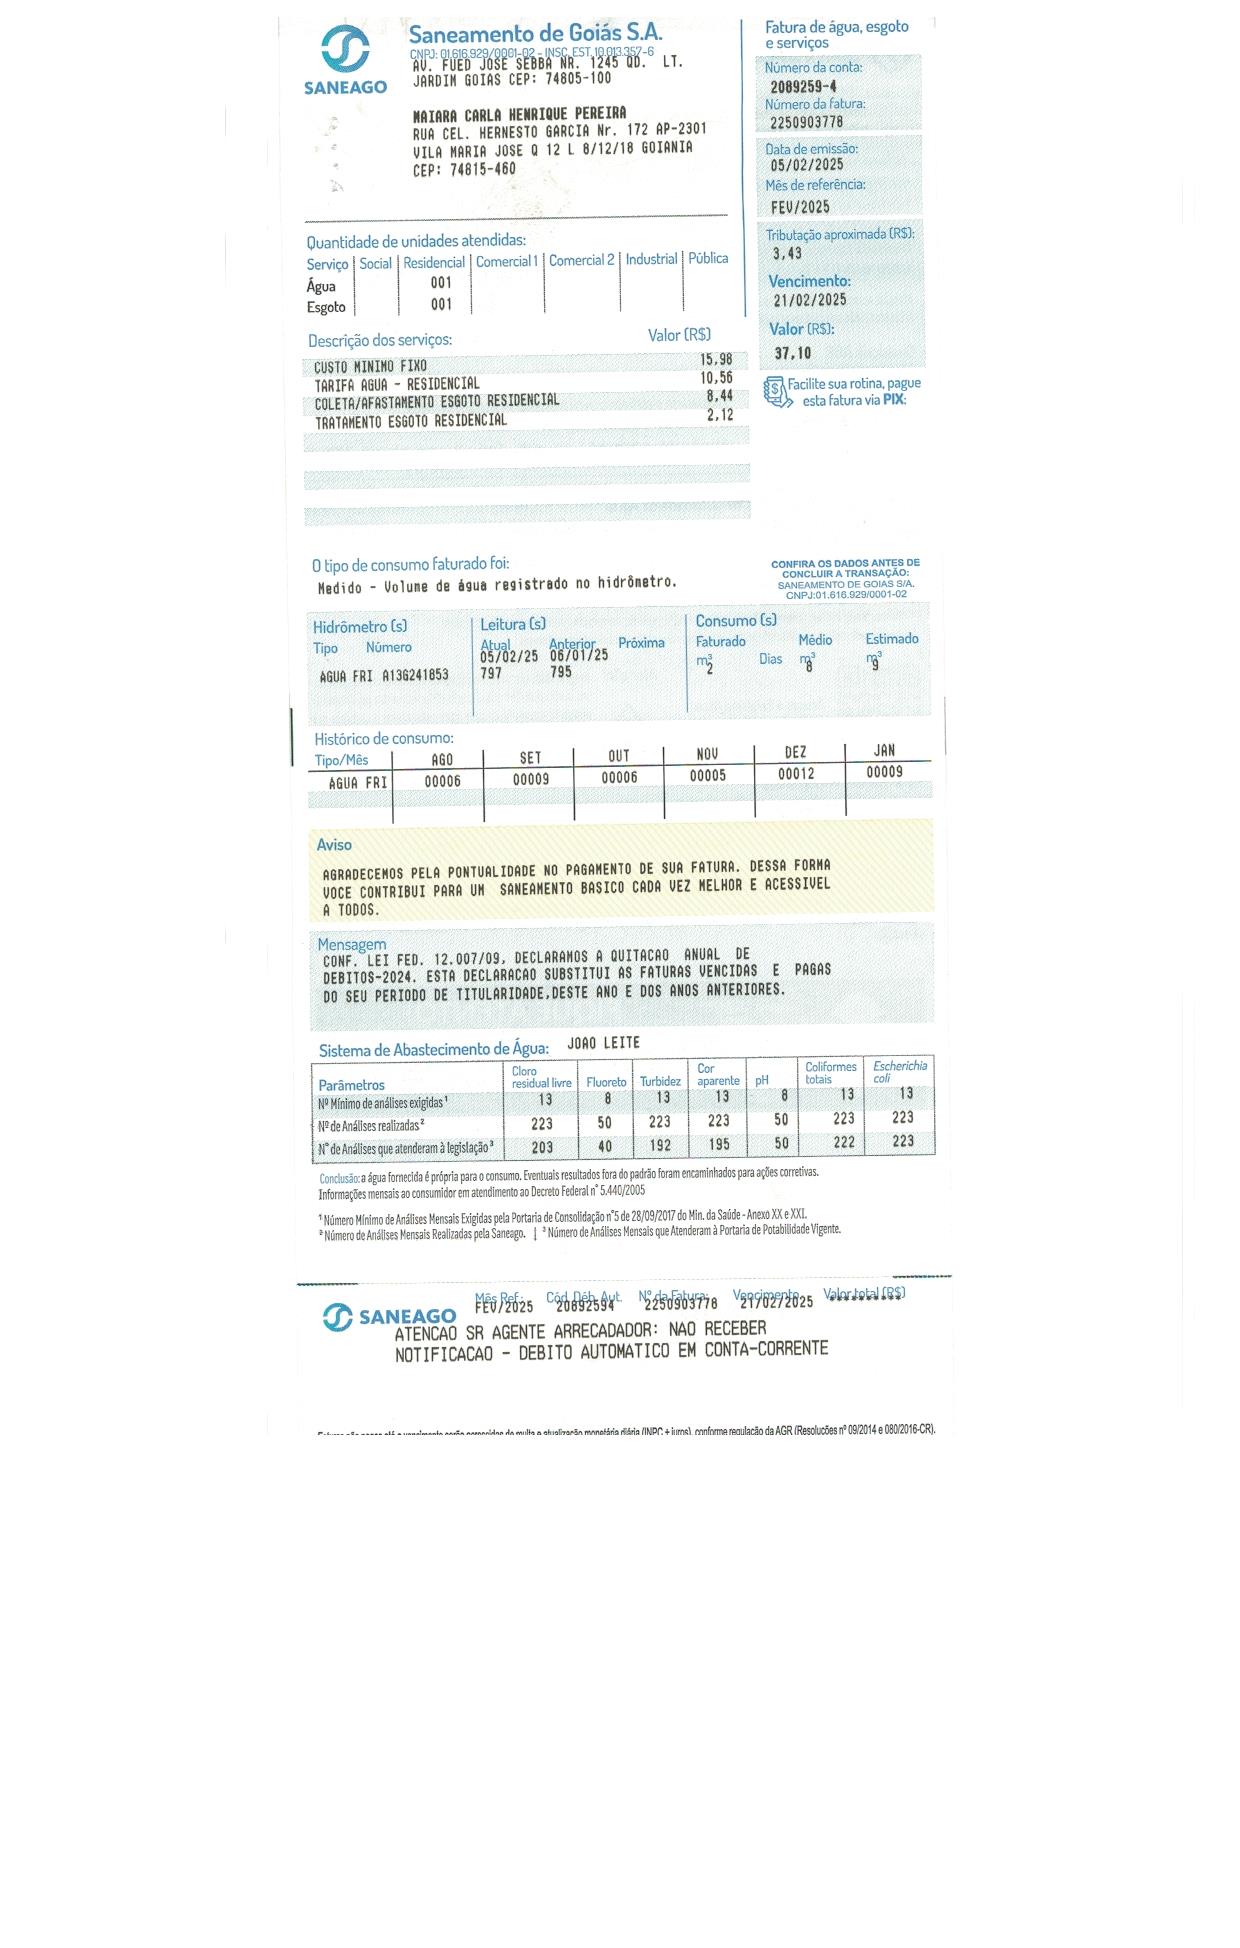 SANEAGO
Saneamento de Goiás S.A.
CNPJ: 01.616.929/0001-02 - INSC. EST. 10.013.357-6
AV. FUED JOSE SEBBA NR. 1245 QD. LT.
JARDIM GOIAS CEP: 74805-100
MAIARA CARLA HENRIQUE PEREIRA
RUA CEL. HERNESTO GARCIA Nr. 172 AP-2301
VILA MARIA JOSE Q 12 L 8/12/18 GOIANIA
CEP: 74815-460
Fatura de água, esgoto
e serviços
Número da conta:
2089259-4
Número da fatura:
2250903778
Data de emissão:
05/02/2025
Mês de referência:
FEV/2025
Tributação aproximada (R$):
3,43
Vencimento:
21/02/2025
Valor (R$):
37,10
Facilite sua rotina, pague
esta fatura via PIX:
Quantidade de unidades atendidas:
Serviço Social Residencial Comercial 1 Comercial 2 Industrial Pública
Água 001
Esgoto 001
Descrição dos serviços: Valor (R$)
CUSTO MINIMO FIXO 15,98
TARIFA AGUA - RESIDENCIAL 10,56
COLETA/AFASTAMENTO ESGOTO RESIDENCIAL 8,44
TRATAMENTO ESGOTO RESIDENCIAL 2,12
O tipo de consumo faturado foi:
Medido - Volume de água registrado no hidrômetro.
CONFIRA OS DADOS ANTES DE
CONCLUIR A TRANSAÇÃO:
SANEAMENTO DE GOIAS S/A.
CNPJ:01.616.929/0001-02
Hidrômetro (s) Leitura (s) Consumo (s)
Tipo Número Atual Anterior Próxima Faturado Médio Estimado
05/02/25 06/01/25 m³ Dias m³ m³
AGUA FRI A13G241853 797 795 2 8 9
Histórico de consumo:
Tipo/Mês AGO SET OUT NOV DEZ JAN
AGUA FRI 00006 00009 00006 00005 00012 00009
Aviso
AGRADECEMOS PELA PONTUALIDADE NO PAGAMENTO DE SUA FATURA. DESSA FORMA
VOCE CONTRIBUI PARA UM SANEAMENTO BASICO CADA VEZ MELHOR E ACESSIVEL
A TODOS.
Mensagem
CONF. LEI FED. 12.007/09, DECLARAMOS A QUITACAO ANUAL DE
DEBITOS-2024. ESTA DECLARACAO SUBSTITUI AS FATURAS VENCIDAS E PAGAS
DO SEU PERIODO DE TITULARIDADE,DESTE ANO E DOS ANOS ANTERIORES.
Sistema de Abastecimento de Água: JOAO LEITE
Parâmetros Cloro residual livre Fluoreto Turbidez Cor aparente pH Coliformes totais Escherichia coli
Nº Mínimo de análises exigidas ¹ 13 8 13 13 8 13 13
Nº de Análises realizadas ² 223 50 223 223 50 223 223
N° de Análises que atenderam à legislação ³ 203 40 192 195 50 222 223
Conclusão: a água fornecida é própria para o consumo. Eventuais resultados fora do padrão foram encaminhados para ações corretivas.
Informações mensais ao consumidor em atendimento ao Decreto Federal n° 5.440/2005
¹ Número Mínimo de Análises Mensais Exigidas pela Portaria de Consolidação n°5 de 28/09/2017 do Min. da Saúde - Anexo XX e XXI.
² Número de Análises Mensais Realizadas pela Saneago. | ³ Número de Análises Mensais que Atenderam à Portaria de Potabilidade Vigente.
SANEAGO
Mês Ref.: Cód. Déb. Aut. Nº da Fatura: Vencimento Valor total (R$)
FEV/2025 20892594 2250903778 21/02/2025 **********
ATENCAO SR AGENTE ARRECADADOR: NAO RECEBER
NOTIFICACAO - DEBITO AUTOMATICO EM CONTA-CORRENTE
Faturas não pagas até o vencimento serão acrescidas de multa e atualização monetária diária (INPC + juros), conforme regulação da AGR (Resoluções nº 09/2014 e 080/2016-CR).